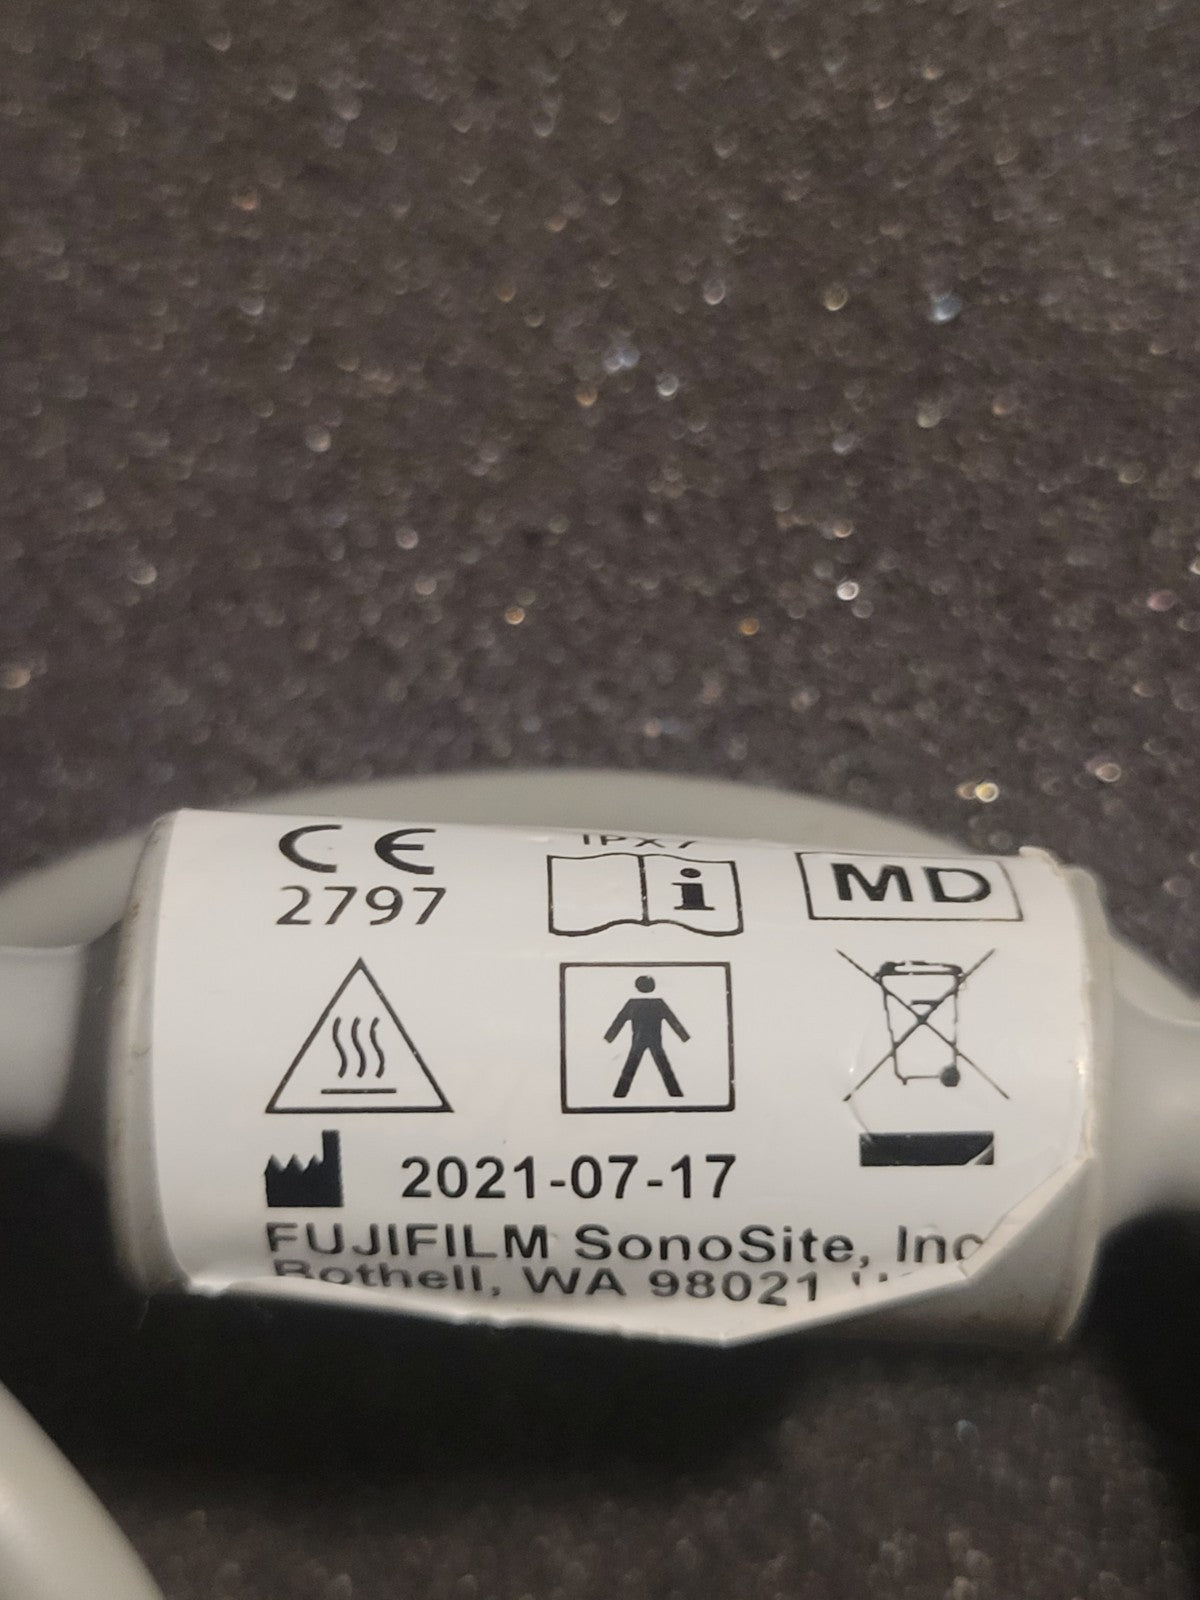 CE
2797
IPX7
i
MD
2021-07-17
FUJIFILM SonoSite, Inc
Bothell, WA 98021